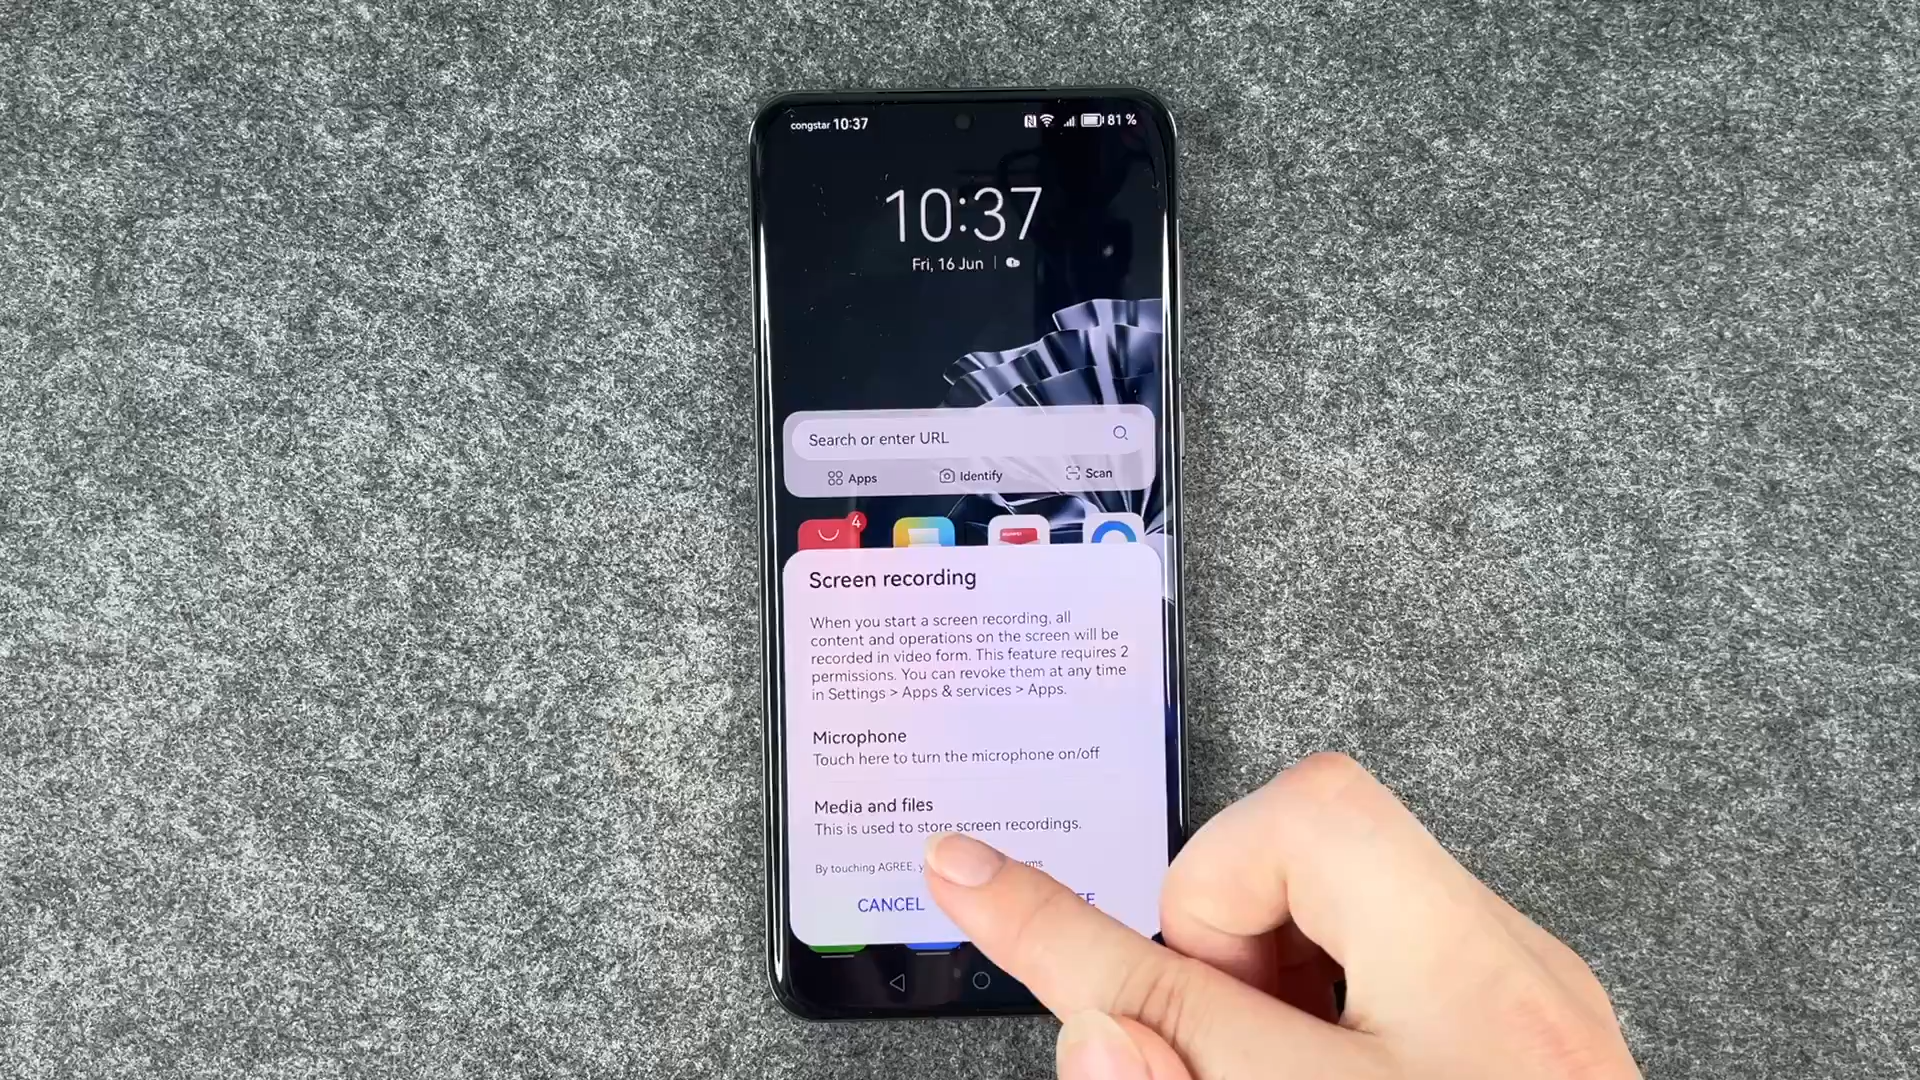 congstar 10:37
81 %
10:37
Fri, 16 Jun
Search or enter URL
Apps Identify Scan
4
HUAWEI
Screen recording
When you start a screen recording, all
content and operations on the screen will be
recorded in video form. This feature requires 2
permissions. You can revoke them at any time
in Settings > Apps & services > Apps.
Microphone
Touch here to turn the microphone on/off
Media and files
This is used to store screen recordings.
By touching AGREE,
CANCEL